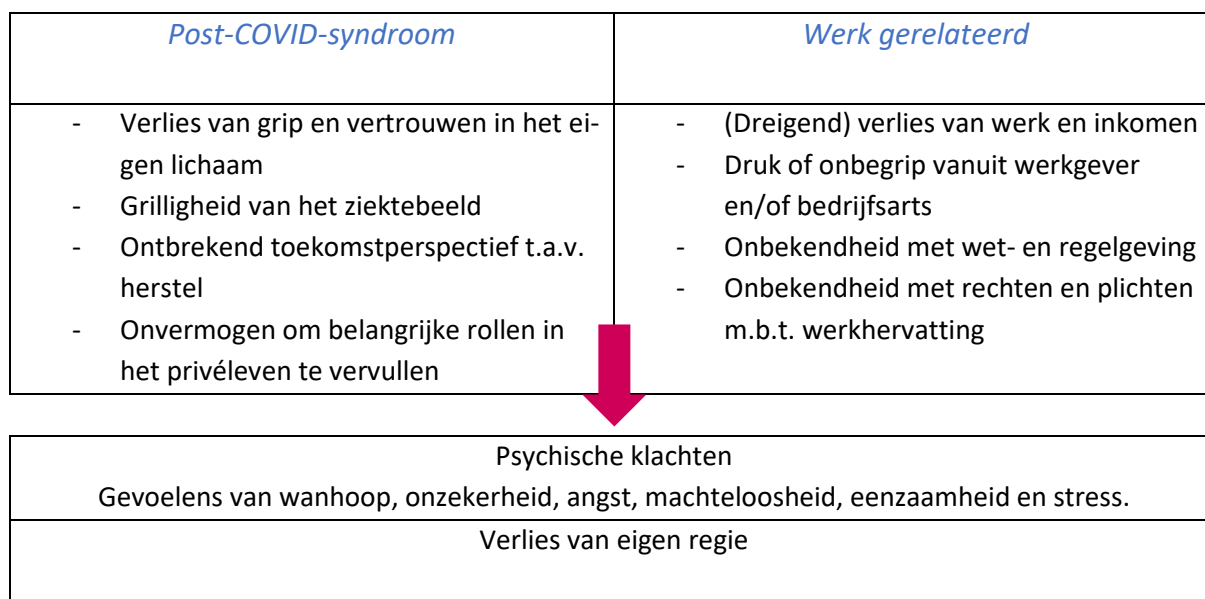 Post-COVID-syndroom
Werk gerelateerd
- Verlies van grip en vertrouwen in het ei-
gen lichaam
- Grilligheid van het ziektebeeld
- Ontbrekend toekomstperspectief t.a.v.
herstel
- Onvermogen om belangrijke rollen in
het privéleven te vervullen
- (Dreigend) verlies van werk en inkomen
- Druk of onbegrip vanuit werkgever
en/of bedrijfsarts
- Onbekendheid met wet- en regelgeving
- Onbekendheid met rechten en plichten
m.b.t. werkhervatting
Psychische klachten
Gevoelens van wanhoop, onzekerheid, angst, machteloosheid, eenzaamheid en stress.
Verlies van eigen regie